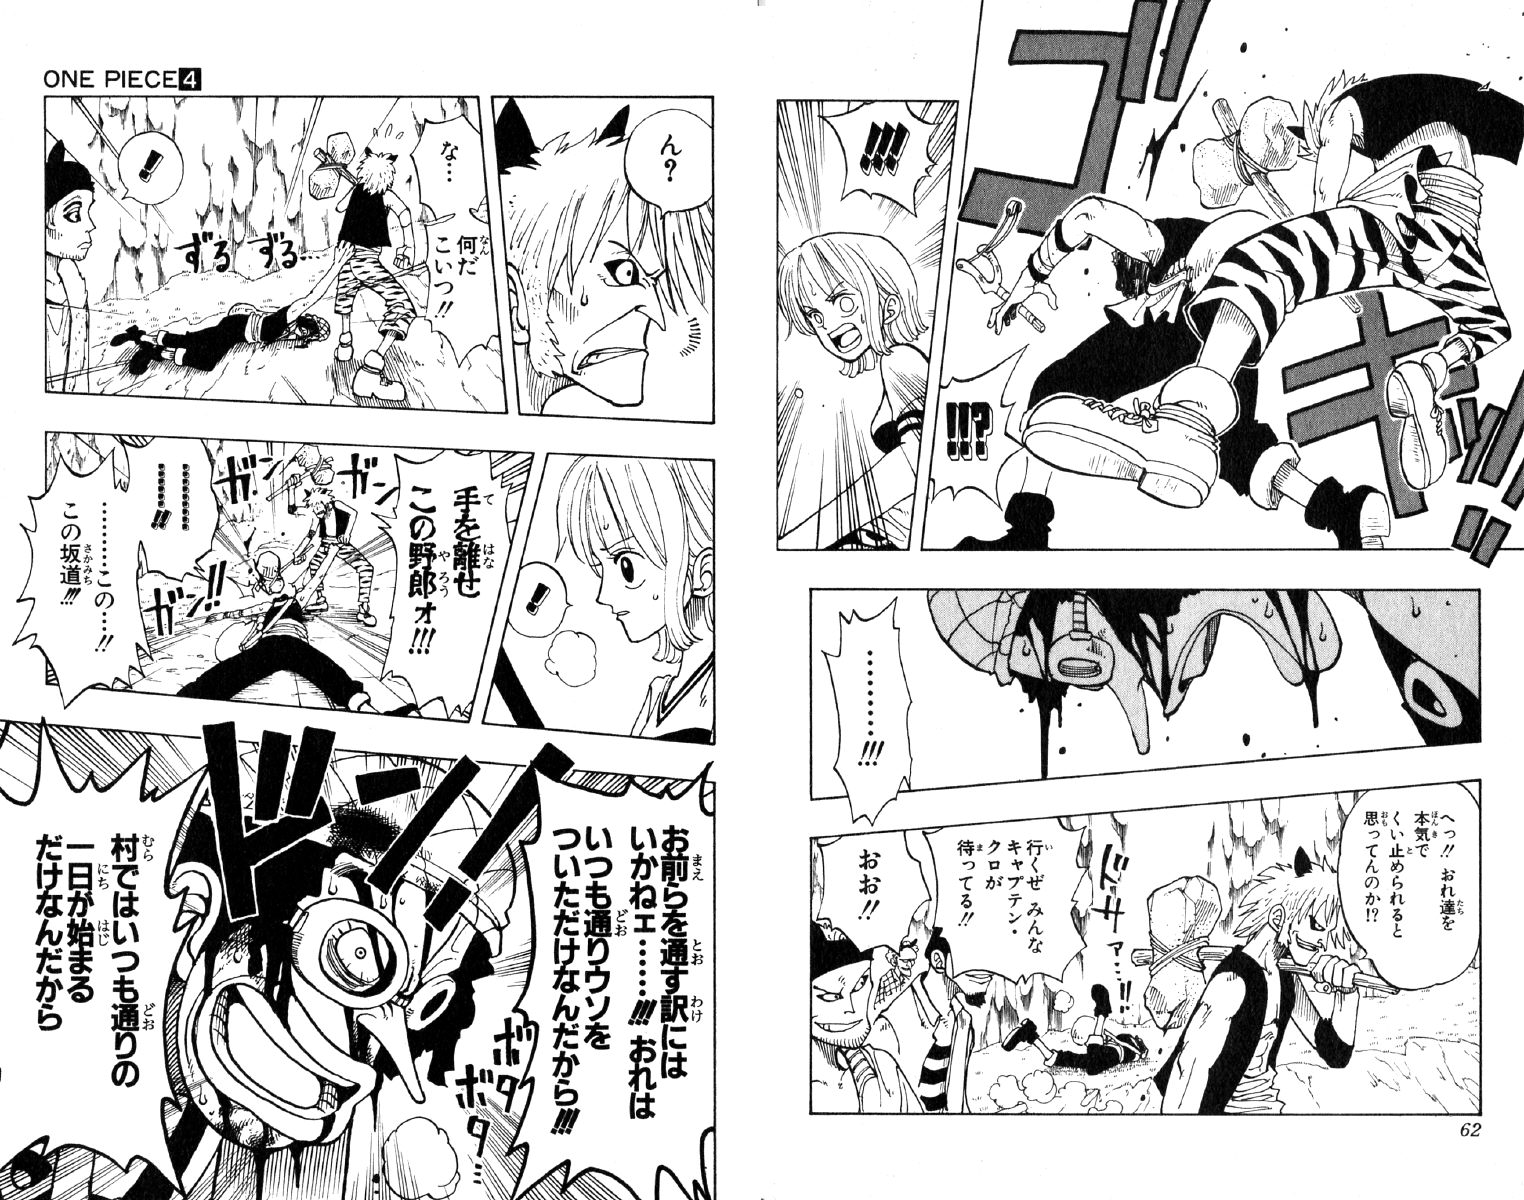 ゴキッ!!!
!!!?
!!!
…………!!!
へっ!! おれ達を
本気で
くい止められると
思ってんのか!?
ドサァ…!!
行くぜ みんな
キャプテン・
クロが
待ってる!!
おお!!
62
ONE PIECE4
ん?
な…
何だ
こいつ!!
ずる ずる…
!
!
手を離せ
この野郎ォ!!!
ガン ガン ガン!!
…………!!
…………この…!!
この坂道!!!
お前らを通す訳には
いかねェ……!!! おれは
いつも通りウソを
ついただけなんだから!!!
ドン!!
ボタ
ボタ…
村ではいつも通りの
一日が始まる
だけなんだから